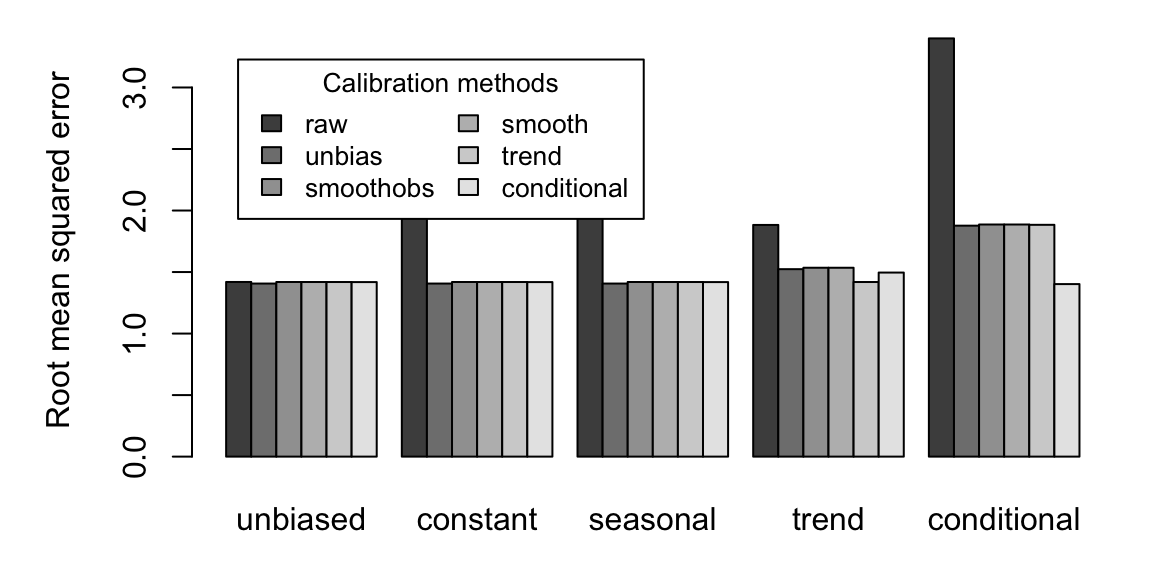 Root mean squared error
3.0
2.0
1.0
0.0
Calibration methods
raw
unbias
smoothobs
smooth
trend
conditional
unbiased constant seasonal trend conditional